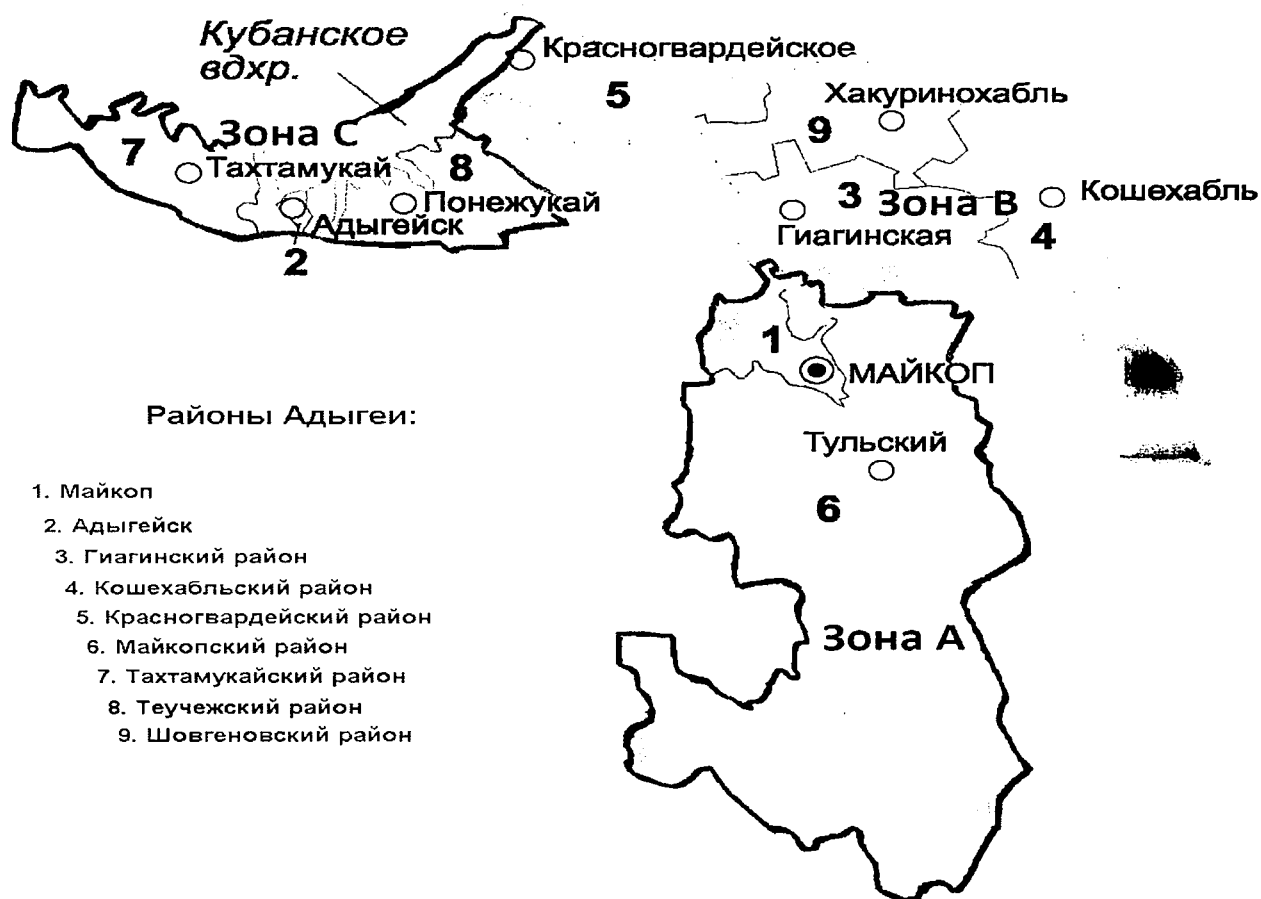 Кубанское
вдхр.
Красногвардейское
5
Хакуринохабль
9
7
Зона С
Тахтамукай
8
Понежукай
Адыгейск
2
3
Зона В
Кошехабль
Гиагинская
4
1
МАЙКОП
Тульский
6
Зона А
Районы Адыгеи:
1. Майкоп
2. Адыгейск
3. Гиагинский район
4. Кошехабльский район
5. Красногвардейский район
6. Майкопский район
7. Тахтамукайский район
8. Теучежский район
9. Шовгеновский район